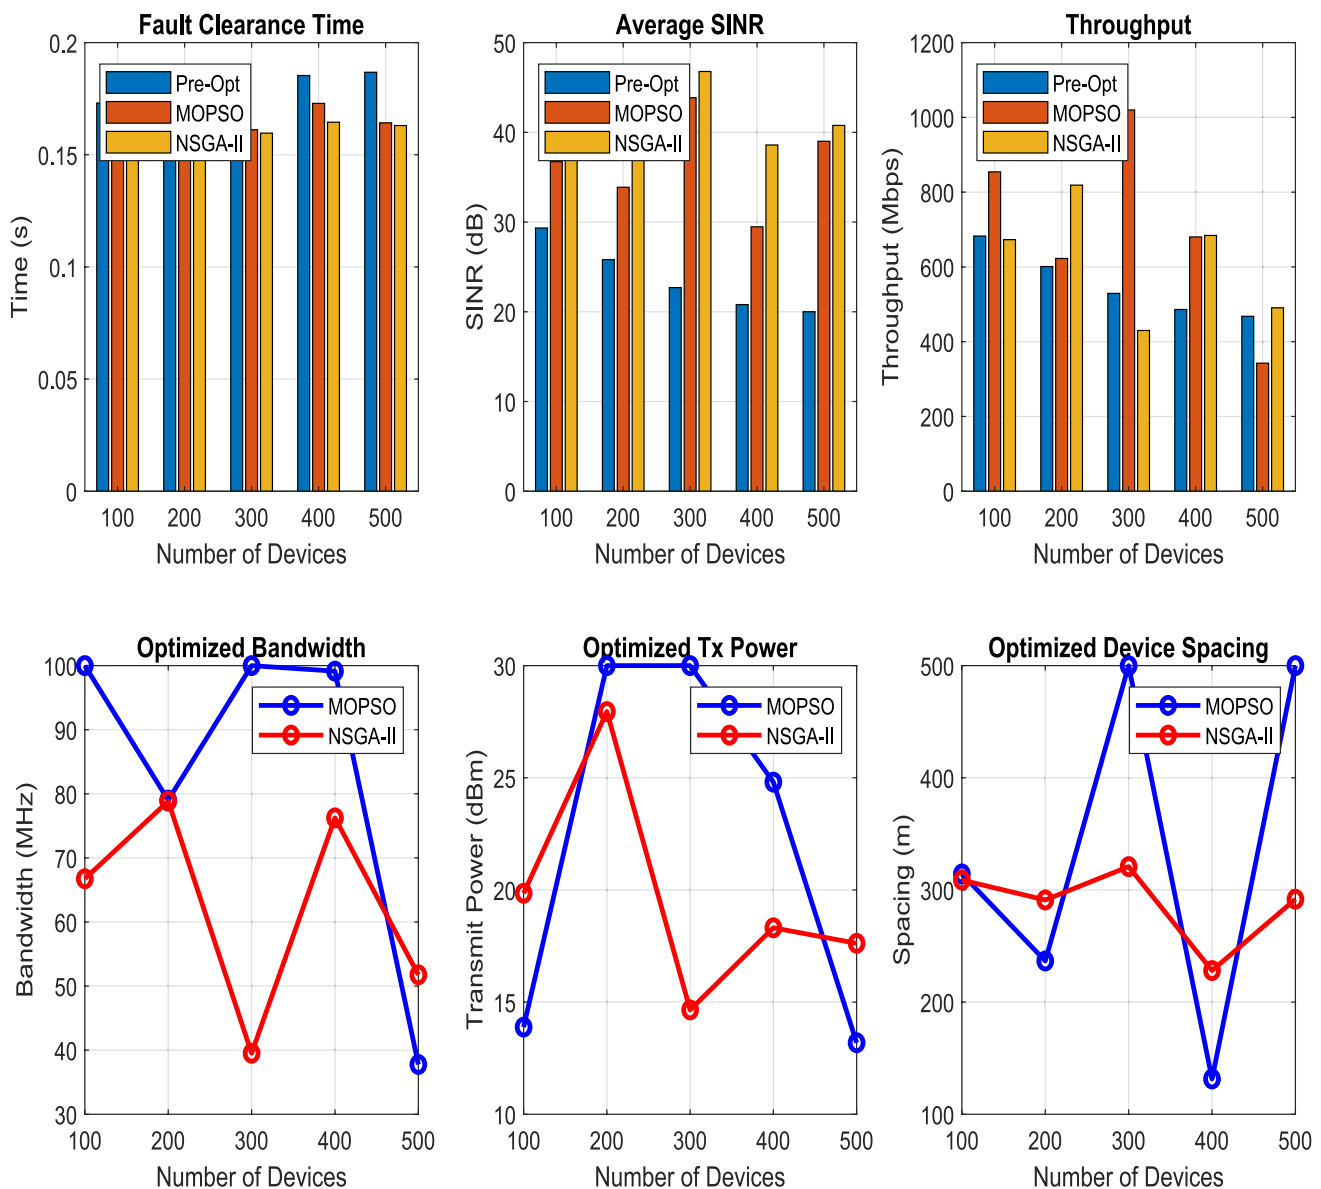 Fault Clearance Time
0.2
0.15
0.1
0.05
0
Time (s)
Pre-Opt
MOPSO
NSGA-II
100 200 300 400 500
Number of Devices
Average SINR
50
40
30
20
10
0
SINR (dB)
Pre-Opt
MOPSO
NSGA-II
100 200 300 400 500
Number of Devices
Throughput
1200
1000
800
600
400
200
0
Throughput (Mbps)
Pre-Opt
MOPSO
NSGA-II
100 200 300 400 500
Number of Devices
Optimized Bandwidth
100
90
80
70
60
50
40
30
Bandwidth (MHz)
MOPSO
NSGA-II
100 200 300 400 500
Number of Devices
Optimized Tx Power
30
25
20
15
10
Transmit Power (dBm)
MOPSO
NSGA-II
100 200 300 400 500
Number of Devices
Optimized Device Spacing
500
400
300
200
100
Spacing (m)
MOPSO
NSGA-II
100 200 300 400 500
Number of Devices